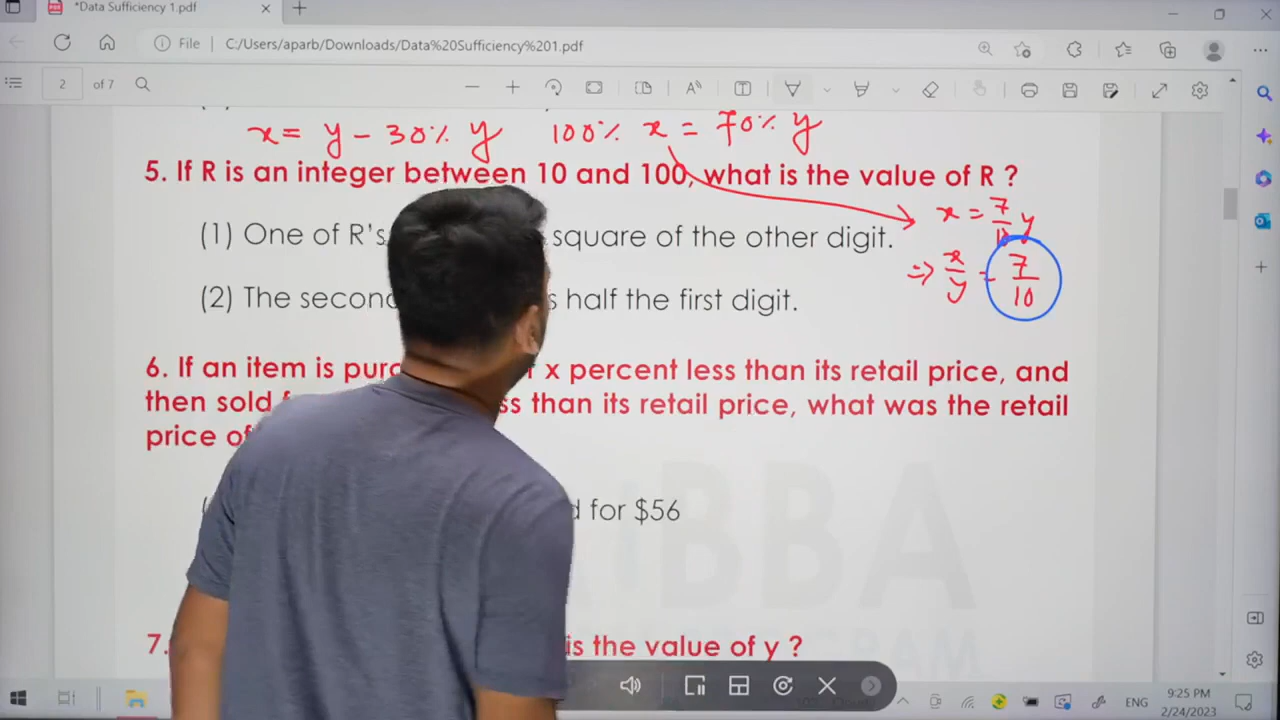 *Data Sufficiency 1.pdf
File C:/Users/aparb/Downloads/Data%20Sufficiency%201.pdf
2 of 7
x = y - 30% y 100% x = 70% y
5. If R is an integer between 10 and 100, what is the value of R ?
x = 7/10 y
(1) One of R's square of the other digit.
=> x/y = 7/10
(2) The second half the first digit.
6. If an item is x percent less than its retail price, and
then sold than its retail price, what was the retail
price of
for $56
ABBA
7. is the value of y ?
ENG
9:25 PM
2/24/2023